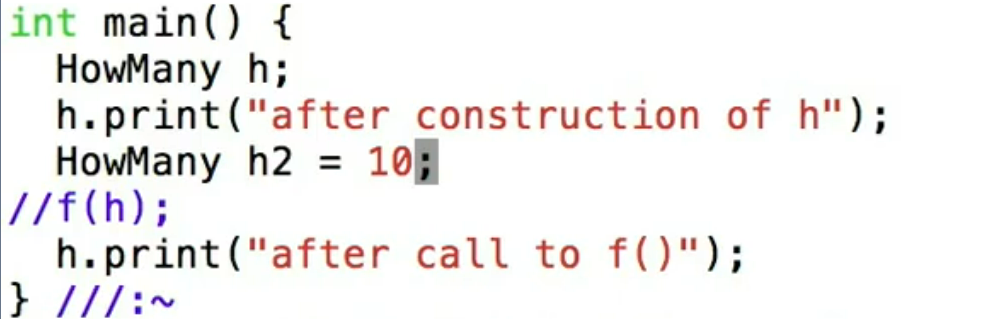 int main() {
  HowMany h;
  h.print("after construction of h");
  HowMany h2 = 10;
//f(h);
  h.print("after call to f()");
} ///:~